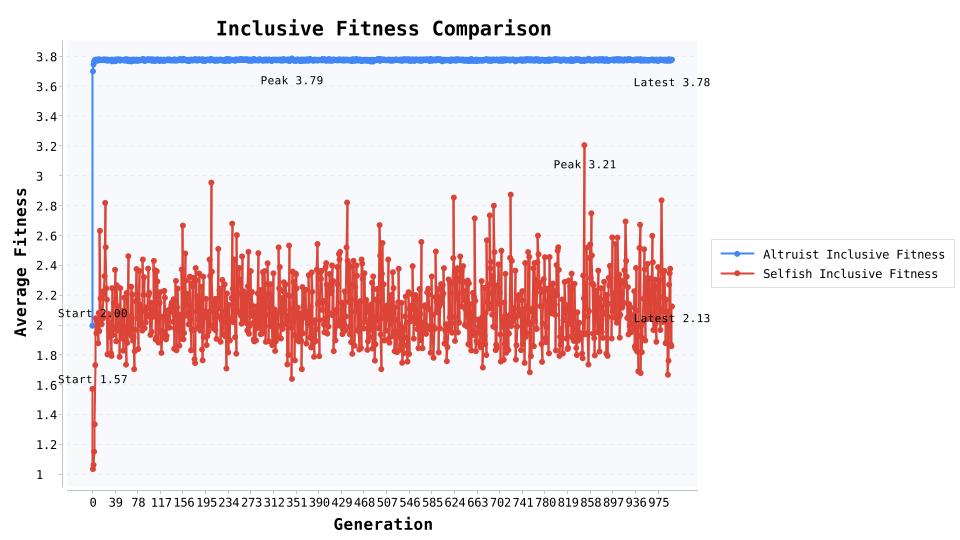 Inclusive Fitness Comparison
Average Fitness
3.8
3.6
3.4
3.2
3
2.8
2.6
2.4
2.2
2
1.8
1.6
1.4
1.2
1
Peak 3.79
Latest 3.78
Peak 3.21
Start 2.00
Latest 2.13
Start 1.57
Altruist Inclusive Fitness
Selfish Inclusive Fitness
0 39 78 117 156 195 234 273 312 351 390 429 468 507 546 585 624 663 702 741 780 819 858 897 936 975
Generation